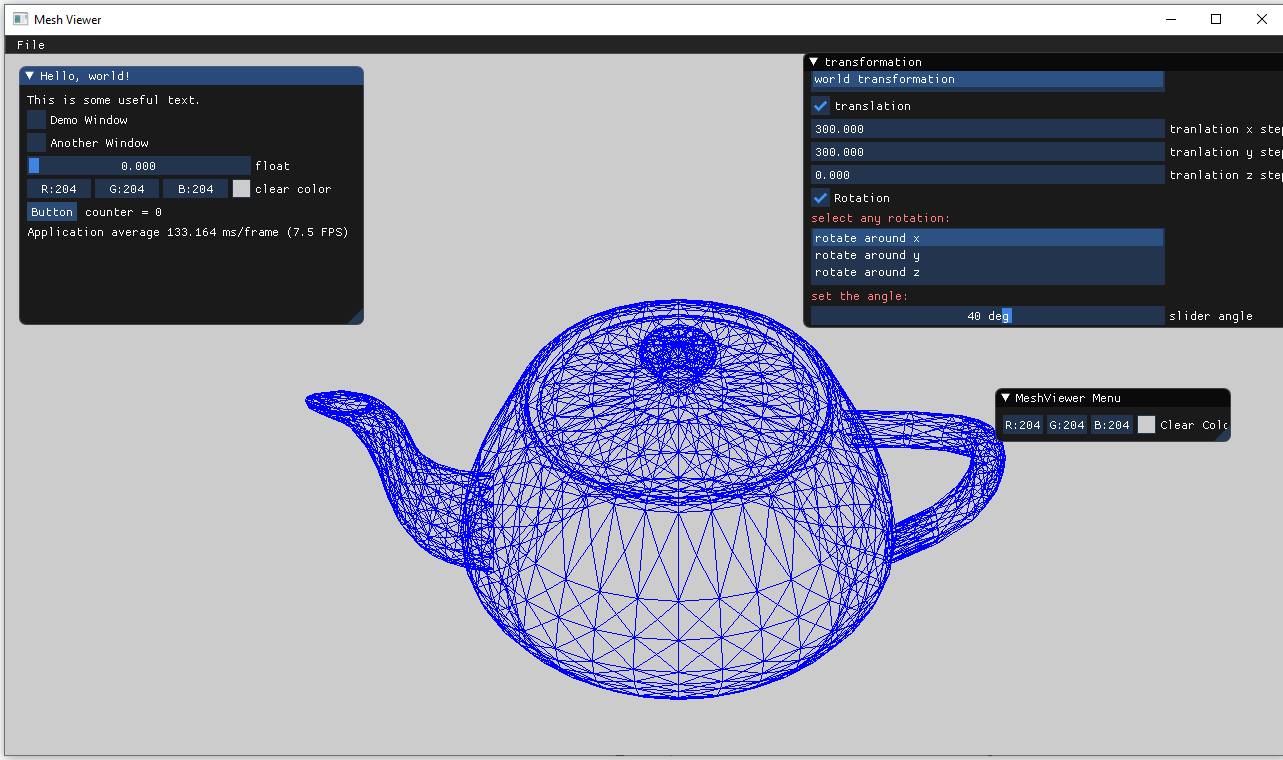 Mesh Viewer
File
Hello, world!
This is some useful text.
Demo Window
Another Window
0.000 float
R:204 G:204 B:204 clear color
Button counter = 0
Application average 133.164 ms/frame (7.5 FPS)
transformation
world transformation
translation
300.000 tranlation x step
300.000 tranlation y step
0.000 tranlation z step
Rotation
select any rotation:
rotate around x
rotate around y
rotate around z
set the angle:
40 deg slider angle
MeshViewer Menu
R:204 G:204 B:204 Clear Colo